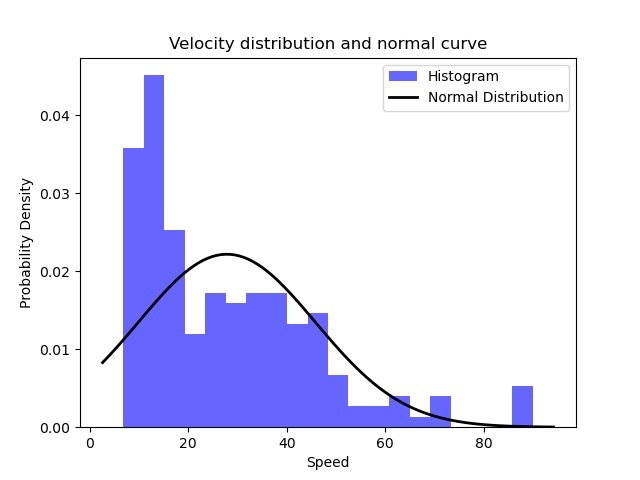 Velocity distribution and normal curve
Histogram
Normal Distribution
Probability Density
0.04
0.03
0.02
0.01
0.00
0 20 40 60 80
Speed